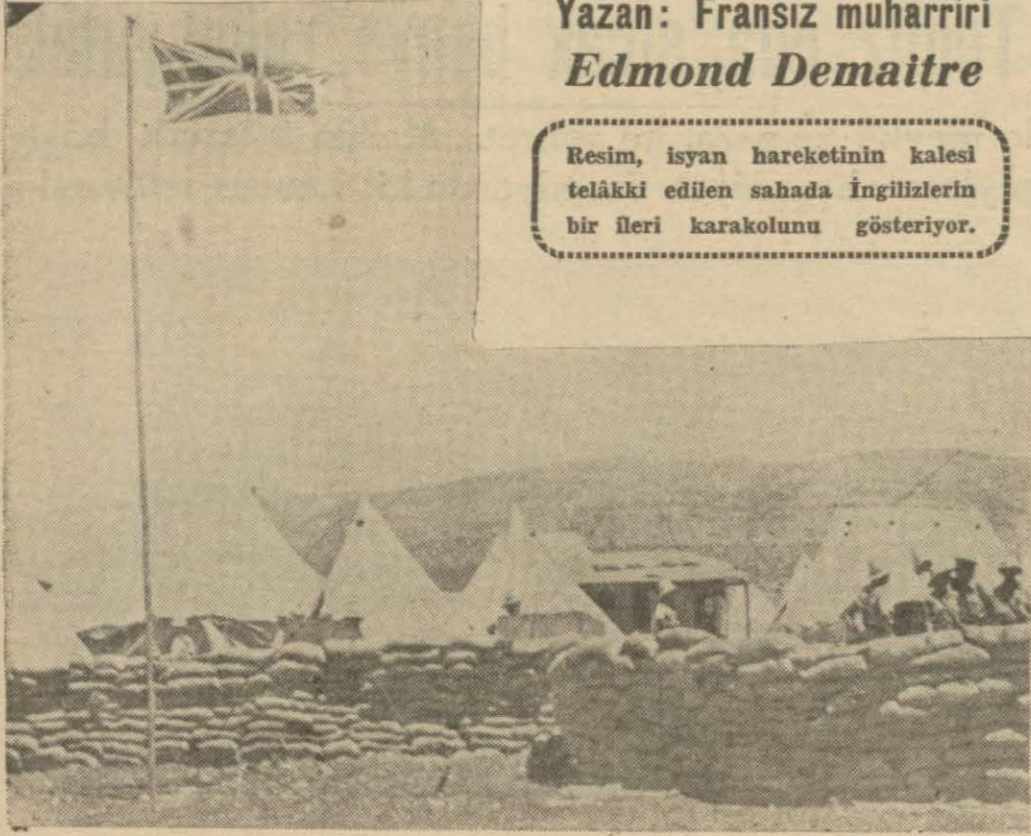 Yazan: Fransız muharriri
Edmond Demaitre
Resim, isyan hareketinin kalesi
telâkki edilen sahada İngilizlerin
bir ileri karakolunu gösteriyor.